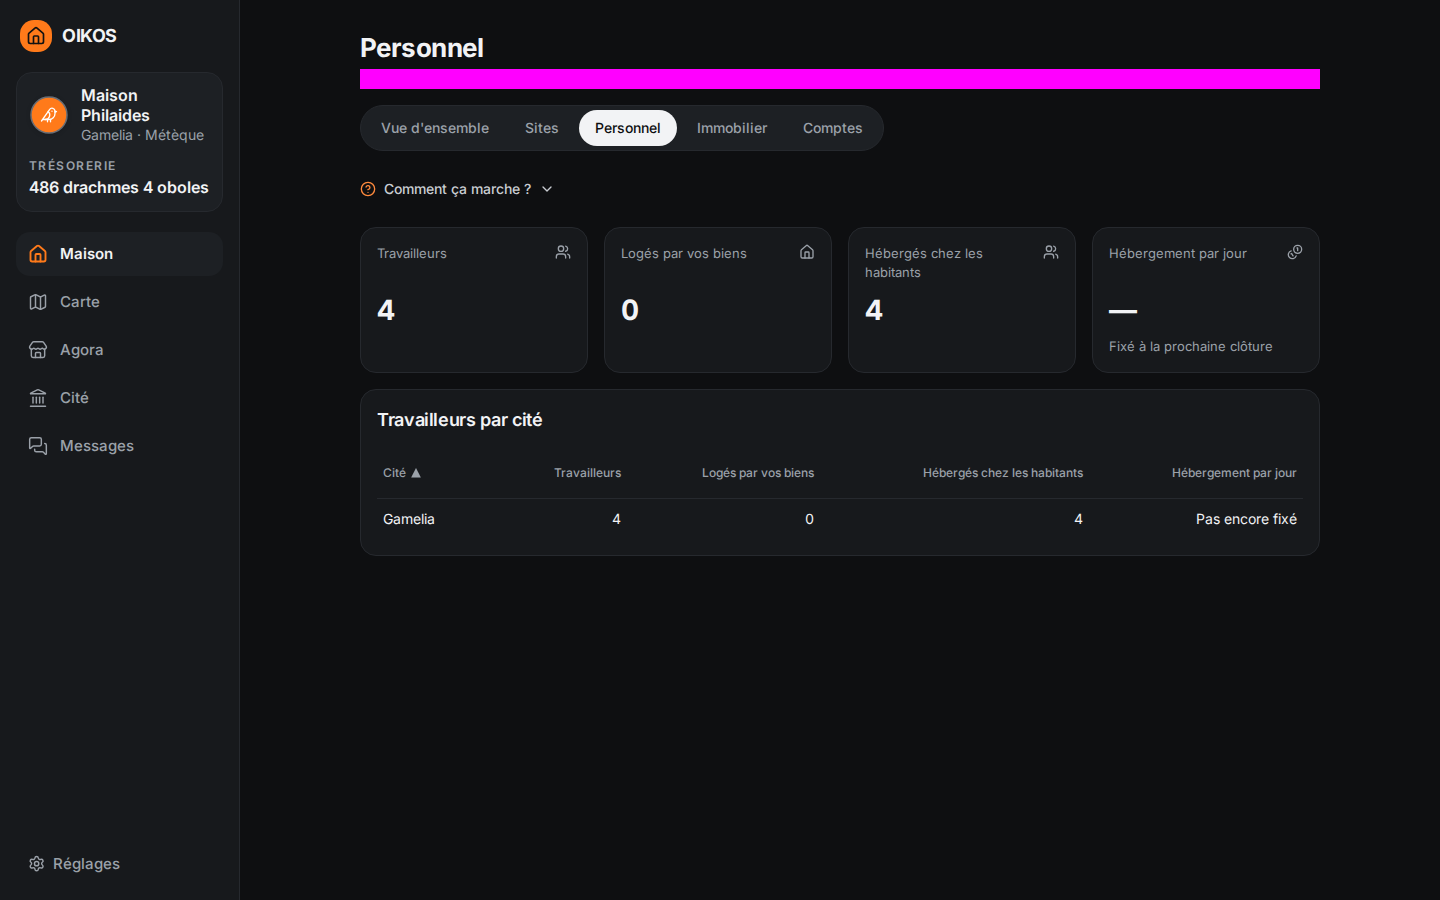 OIKOS
Maison
Philaides
Gamelia · Métèque
TRÉSORERIE
486 drachmes 4 oboles
Maison
Carte
Agora
Cité
Messages
Réglages
Personnel
Vue d'ensemble Sites Personnel Immobilier Comptes
Comment ça marche ?
Travailleurs
4
Logés par vos biens
0
Hébergés chez les
habitants
4
Hébergement par jour
—
Fixé à la prochaine clôture
Travailleurs par cité
Cité ▲ Travailleurs Logés par vos biens Hébergés chez les habitants Hébergement par jour
Gamelia 4 0 4 Pas encore fixé